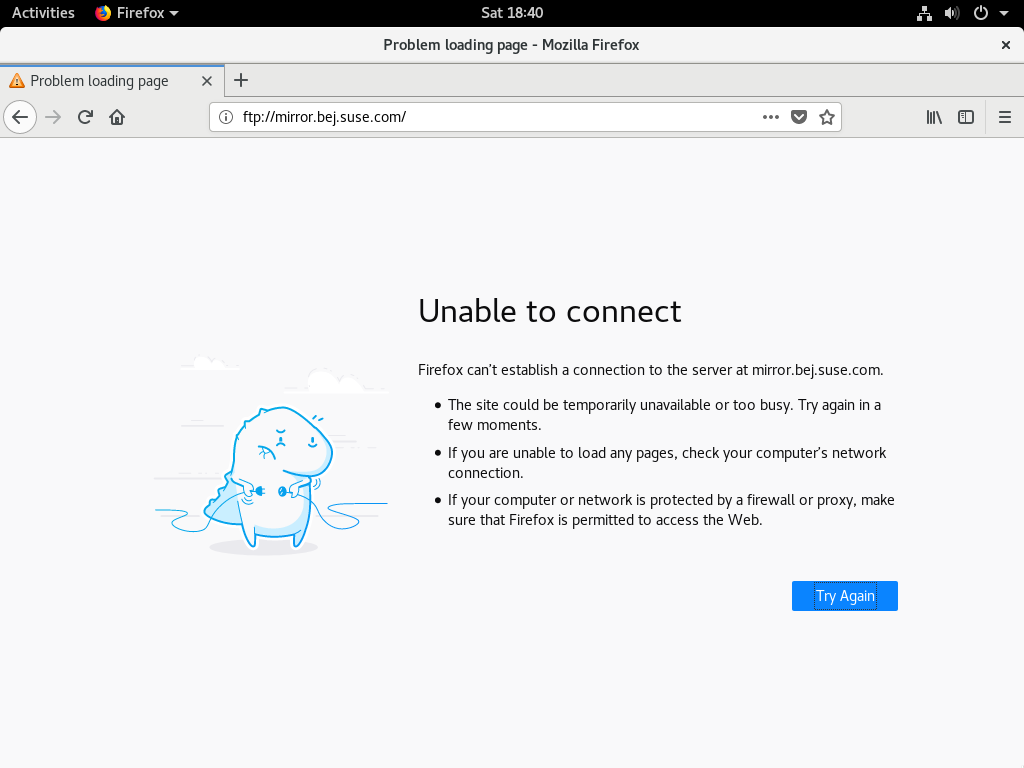 Activities Firefox Sat 18:40
Problem loading page - Mozilla Firefox
Problem loading page
ftp://mirror.bej.suse.com/
Unable to connect
Firefox can’t establish a connection to the server at mirror.bej.suse.com.
• The site could be temporarily unavailable or too busy. Try again in a
few moments.
• If you are unable to load any pages, check your computer’s network
connection.
• If your computer or network is protected by a firewall or proxy, make
sure that Firefox is permitted to access the Web.
Try Again